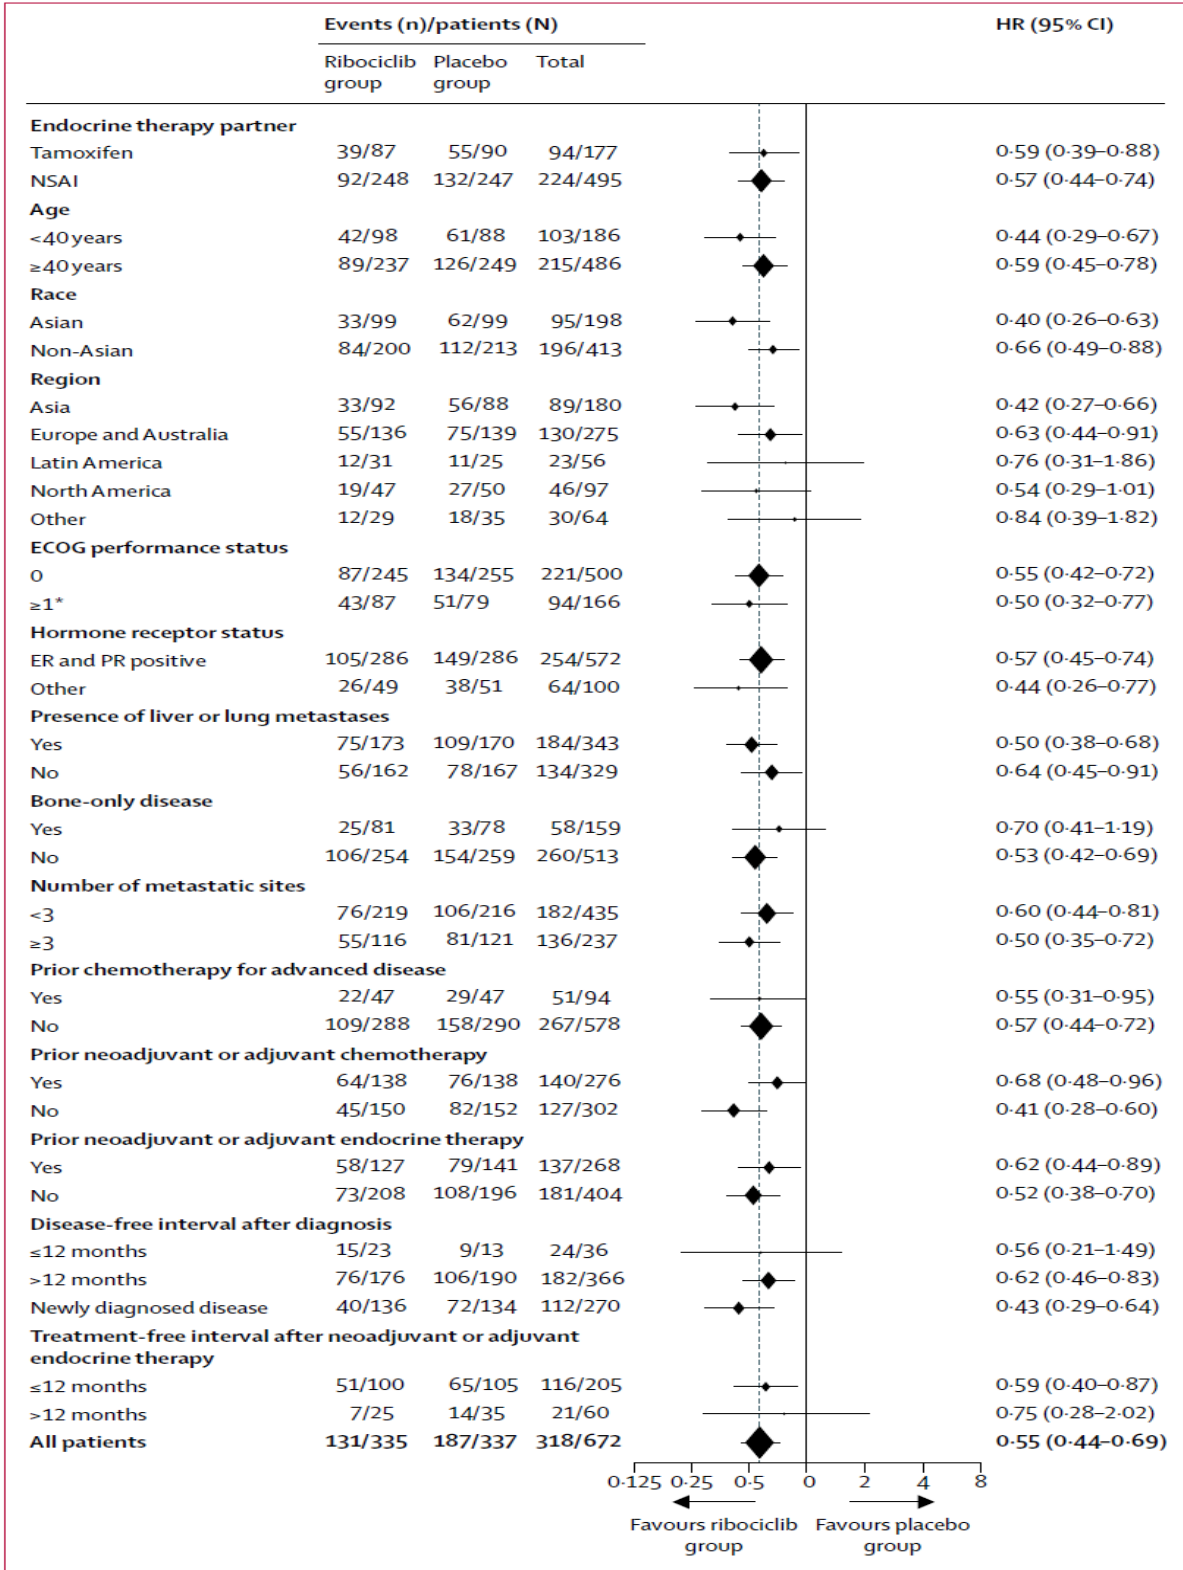 Events (n)/patients (N) HR (95% CI)
Ribociclib Placebo Total
group group
Endocrine therapy partner
Tamoxifen 39/87 55/90 94/177 0·59 (0·39–0·88)
NSAI 92/248 132/247 224/495 0·57 (0·44–0·74)
Age
<40 years 42/98 61/88 103/186 0·44 (0·29–0·67)
≥40 years 89/237 126/249 215/486 0·59 (0·45–0·78)
Race
Asian 33/99 62/99 95/198 0·40 (0·26–0·63)
Non-Asian 84/200 112/213 196/413 0·66 (0·49–0·88)
Region
Asia 33/92 56/88 89/180 0·42 (0·27–0·66)
Europe and Australia 55/136 75/139 130/275 0·63 (0·44–0·91)
Latin America 12/31 11/25 23/56 0·76 (0·31–1·86)
North America 19/47 27/50 46/97 0·54 (0·29–1·01)
Other 12/29 18/35 30/64 0·84 (0·39–1·82)
ECOG performance status
0 87/245 134/255 221/500 0·55 (0·42–0·72)
≥1* 43/87 51/79 94/166 0·50 (0·32–0·77)
Hormone receptor status
ER and PR positive 105/286 149/286 254/572 0·57 (0·45–0·74)
Other 26/49 38/51 64/100 0·44 (0·26–0·77)
Presence of liver or lung metastases
Yes 75/173 109/170 184/343 0·50 (0·38–0·68)
No 56/162 78/167 134/329 0·64 (0·45–0·91)
Bone-only disease
Yes 25/81 33/78 58/159 0·70 (0·41–1·19)
No 106/254 154/259 260/513 0·53 (0·42–0·69)
Number of metastatic sites
<3 76/219 106/216 182/435 0·60 (0·44–0·81)
≥3 55/116 81/121 136/237 0·50 (0·35–0·72)
Prior chemotherapy for advanced disease
Yes 22/47 29/47 51/94 0·55 (0·31–0·95)
No 109/288 158/290 267/578 0·57 (0·44–0·72)
Prior neoadjuvant or adjuvant chemotherapy
Yes 64/138 76/138 140/276 0·68 (0·48–0·96)
No 45/150 82/152 127/302 0·41 (0·28–0·60)
Prior neoadjuvant or adjuvant endocrine therapy
Yes 58/127 79/141 137/268 0·62 (0·44–0·89)
No 73/208 108/196 181/404 0·52 (0·38–0·70)
Disease-free interval after diagnosis
≤12 months 15/23 9/13 24/36 0·56 (0·21–1·49)
>12 months 76/176 106/190 182/366 0·62 (0·46–0·83)
Newly diagnosed disease 40/136 72/134 112/270 0·43 (0·29–0·64)
Treatment-free interval after neoadjuvant or adjuvant
endocrine therapy
≤12 months 51/100 65/105 116/205 0·59 (0·40–0·87)
>12 months 7/25 14/35 21/60 0·75 (0·28–2·02)
All patients 131/335 187/337 318/672 0·55 (0·44–0·69)
0·125 0·25 0·5 0 2 4 8
Favours ribociclib Favours placebo
group group